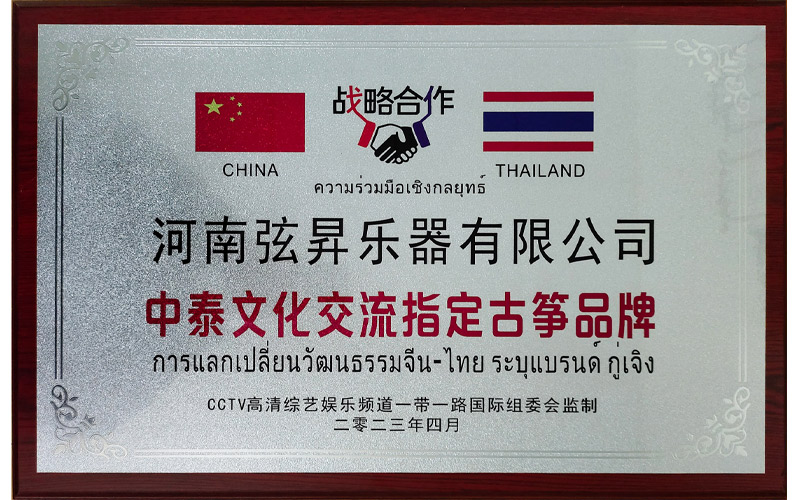 战略合作
CHINA
THAILAND
ความร่วมมือเชิงกลยุทธ์
河南弦昇乐器有限公司
中泰文化交流指定古筝品牌
การแลกเปลี่ยนวัฒนธรรมจีน-ไทย ระบุแบรนด์ กู่เจิง
CCTV高清综艺娱乐频道一带一路国际组委会监制
二零二三年四月